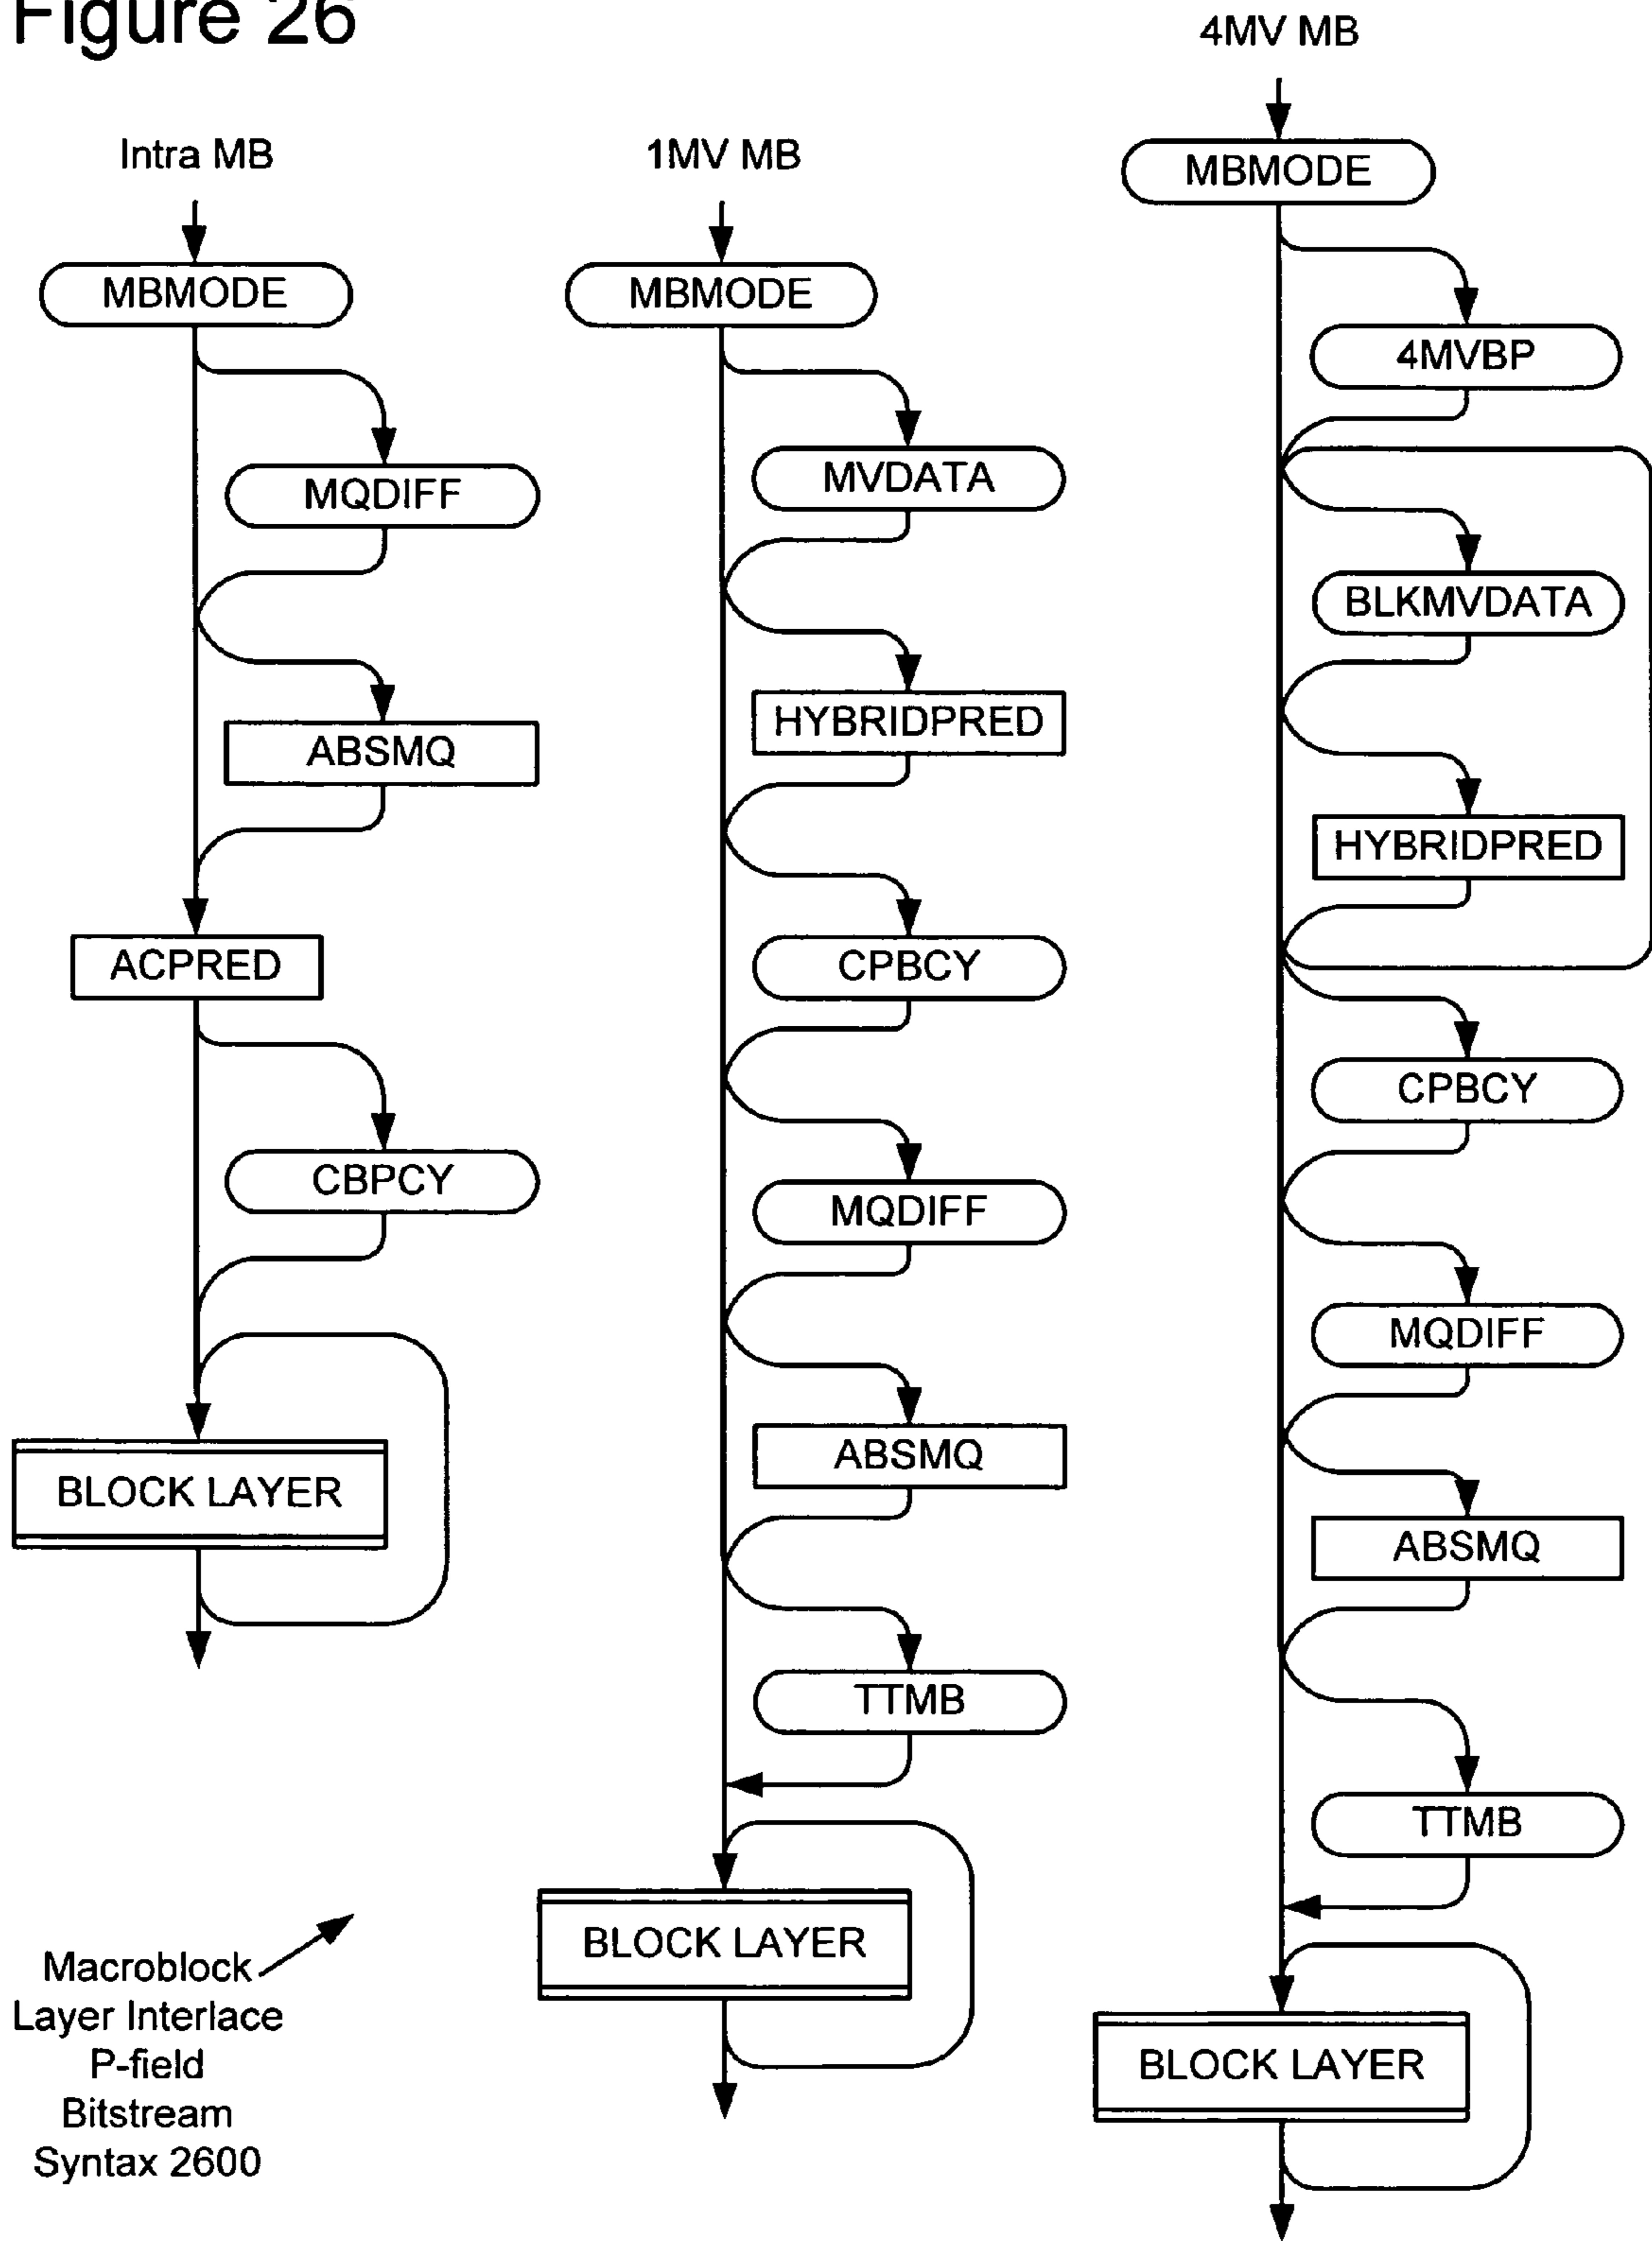 Figure 26
Intra MB
MBMODE
MQDIFF
ABSMQ
ACPRED
CBPCY
BLOCK LAYER
1MV MB
MBMODE
MVDATA
HYBRIDPRED
CPBCY
MQDIFF
ABSMQ
TTMB
BLOCK LAYER
4MV MB
MBMODE
4MVBP
BLKMVDATA
HYBRIDPRED
CPBCY
MQDIFF
ABSMQ
TTMB
BLOCK LAYER
Macroblock
Layer Interlace
P-field
Bitstream
Syntax 2600